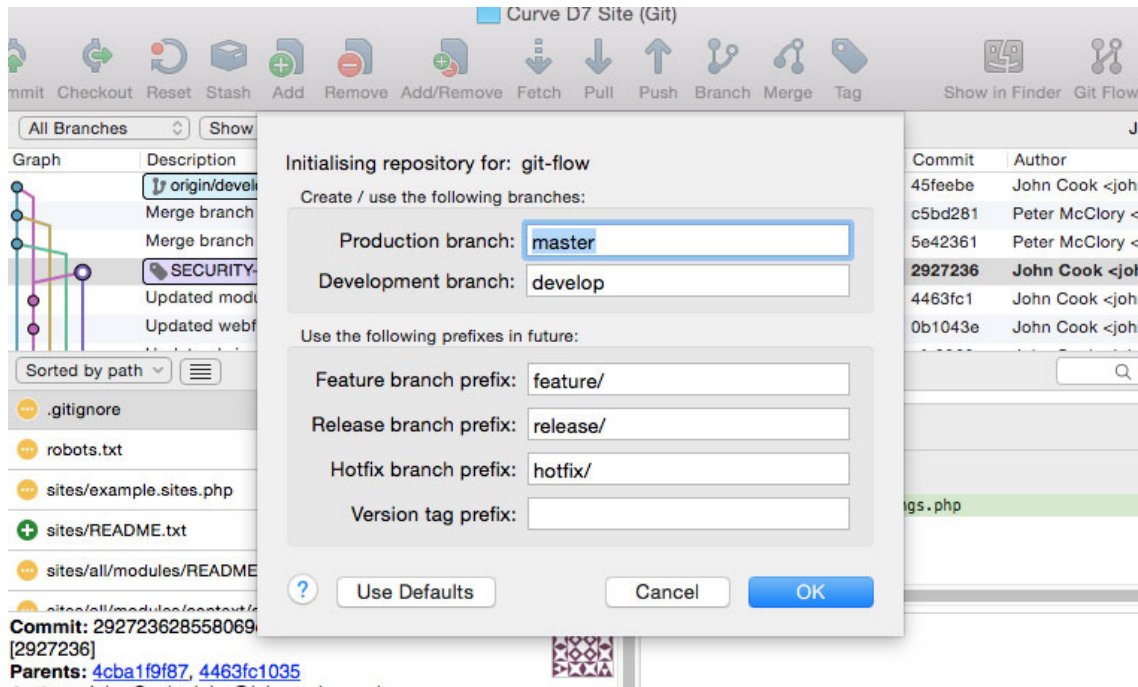 Curve D7 Site (Git)
Checkout Reset Stash Add Remove Add/Remove Fetch Pull Push Branch Merge Tag Show in Finder Git Flow
All Branches Show
Graph Description Commit Author
origin/develo 45feebe John Cook <joh
Merge branch c5bd281 Peter McClory <
Merge branch 5e42361 Peter McClory <
SECURITY- 2927236 John Cook <joh
Updated modu 4463fc1 John Cook <joh
Updated webf 0b1043e John Cook <joh
Initialising repository for: git-flow
Create / use the following branches:
Production branch: master
Development branch: develop
Use the following prefixes in future:
Feature branch prefix: feature/
Release branch prefix: release/
Hotfix branch prefix: hotfix/
Version tag prefix:
? Use Defaults Cancel OK
Sorted by path
.gitignore
robots.txt
sites/example.sites.php
sites/README.txt
sites/all/modules/README
ngs.php
Commit: 292723628558069
[2927236]
Parents: 4cba1f9f87, 4463fc1035